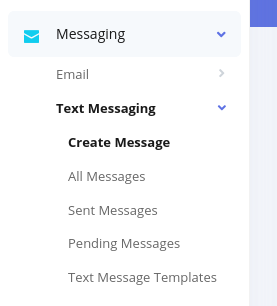 Messaging
Email
Text Messaging
Create Message
All Messages
Sent Messages
Pending Messages
Text Message Templates